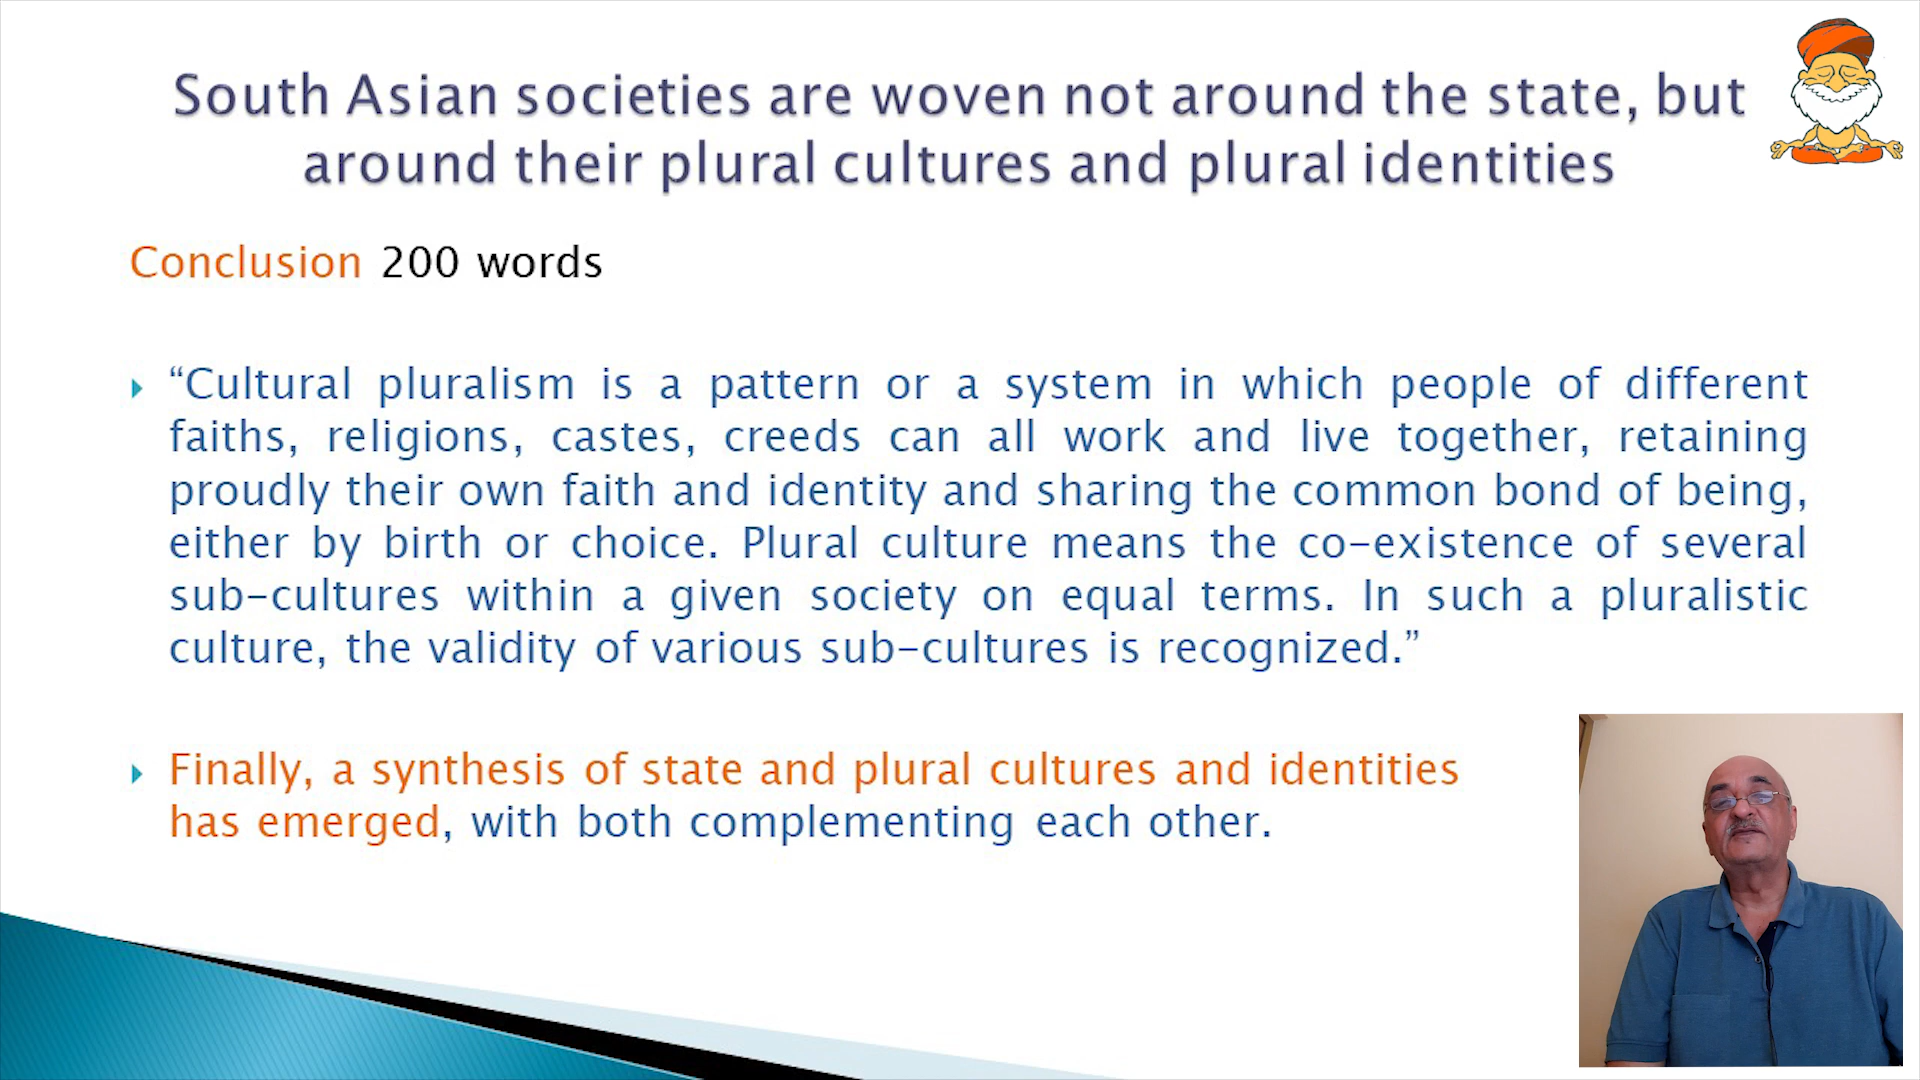 South Asian societies are woven not around the state, but
around their plural cultures and plural identities
Conclusion 200 words
“Cultural pluralism is a pattern or a system in which people of different
faiths, religions, castes, creeds can all work and live together, retaining
proudly their own faith and identity and sharing the common bond of being,
either by birth or choice. Plural culture means the co-existence of several
sub-cultures within a given society on equal terms. In such a pluralistic
culture, the validity of various sub-cultures is recognized.”
Finally, a synthesis of state and plural cultures and identities
has emerged, with both complementing each other.